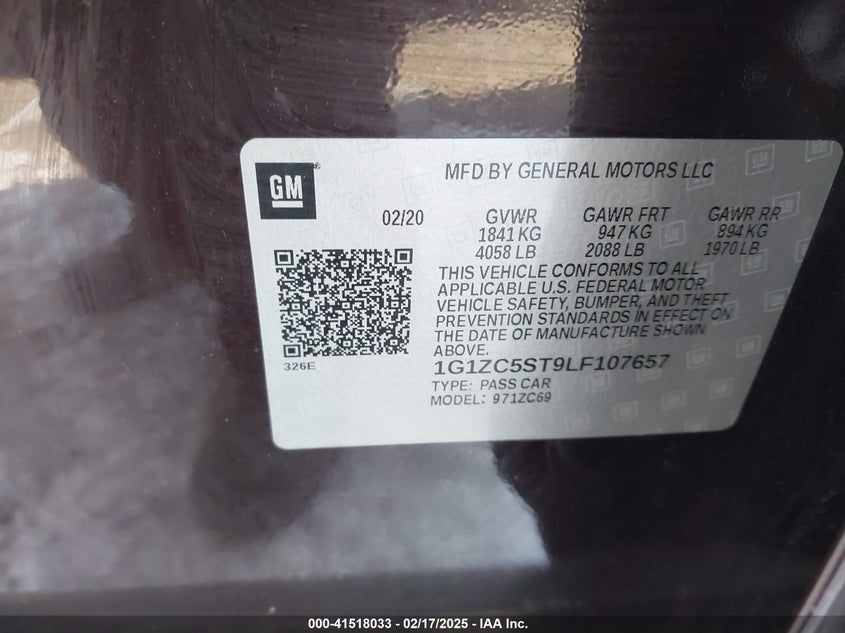 GM
MFD BY GENERAL MOTORS LLC
02/20 GVWR GAWR FRT GAWR RR
1841 KG 947 KG 894 KG
4058 LB 2088 LB 1970 LB
THIS VEHICLE CONFORMS TO ALL
APPLICABLE U.S. FEDERAL MOTOR
VEHICLE SAFETY, BUMPER, AND THEFT
PREVENTION STANDARDS IN EFFECT ON
THE DATE OF MANUFACTURE SHOWN
ABOVE.
326E
1G1ZC5ST9LF107657
TYPE: PASS CAR
MODEL: 971ZC69
000-41518033 - 02/17/2025 - IAA Inc.